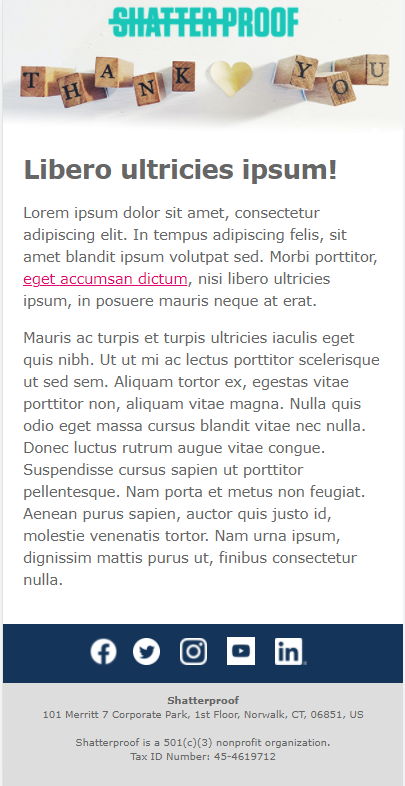 SHATTERPROOF
THANK YOU
Libero ultricies ipsum!
Lorem ipsum dolor sit amet, consectetur
adipiscing elit. In tempus adipiscing felis, sit
amet blandit ipsum volutpat sed. Morbi porttitor,
eget accumsan dictum, nisi libero ultricies
ipsum, in posuere mauris neque at erat.
Mauris ac turpis et turpis ultricies iaculis eget
quis nibh. Ut ut mi ac lectus porttitor scelerisque
ut sed sem. Aliquam tortor ex, egestas vitae
porttitor non, aliquam vitae magna. Nulla quis
odio eget massa cursus blandit vitae nec nulla.
Donec luctus rutrum augue vitae congue.
Suspendisse cursus sapien ut porttitor
pellentesque. Nam porta et metus non feugiat.
Aenean purus sapien, auctor quis justo id,
molestie venenatis tortor. Nam urna ipsum,
dignissim mattis purus ut, finibus consectetur
nulla.
f in
Shatterproof
101 Merritt 7 Corporate Park, 1st Floor, Norwalk, CT, 06851, US
Shatterproof is a 501(c)(3) nonprofit organization.
Tax ID Number: 45-4619712